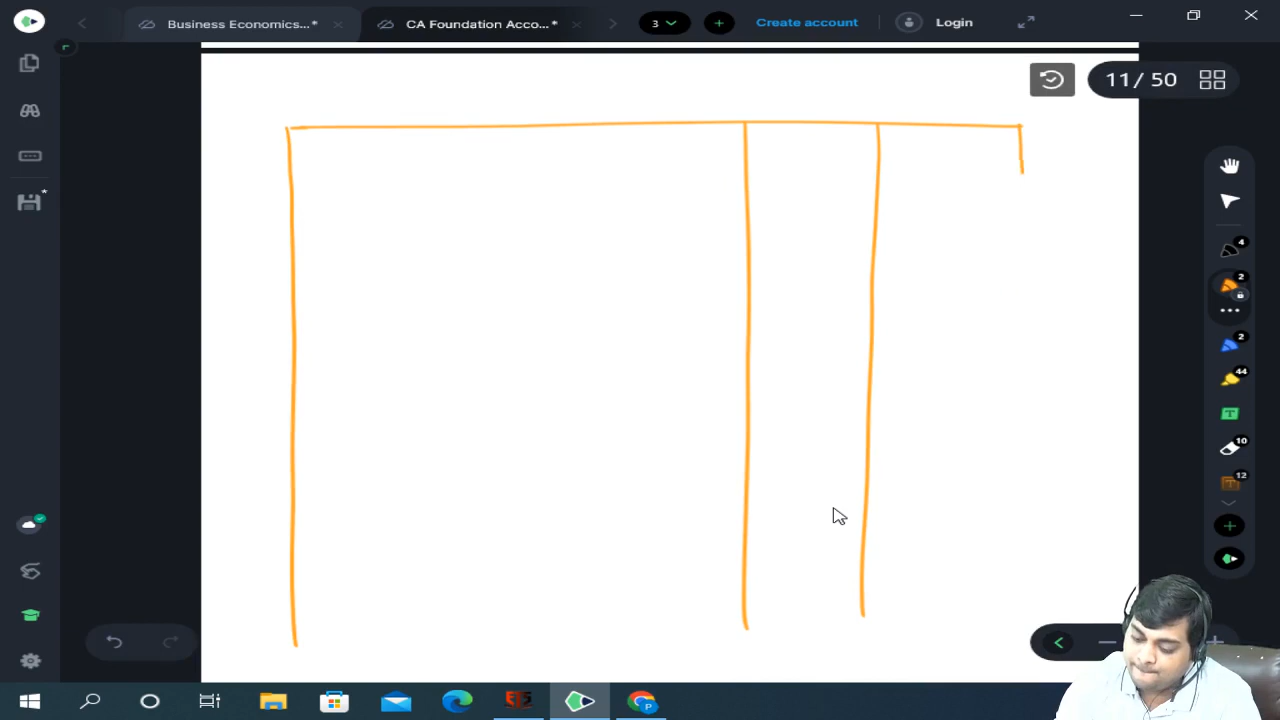 Business Economics...*
CA Foundation Acco...*
3
Create account
Login
11/ 50
4
2
2
44
T
10
12
T
P